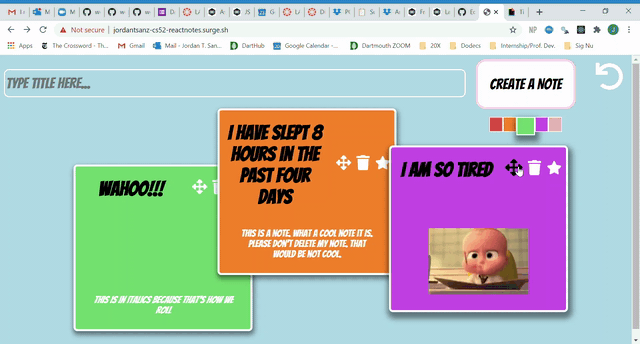 Not secure | jordantsanz-cs52-reactnotes.surge.sh
M
The Crossword - Th...
Gmail
Mail - Jordan T. San...
DartHub
Google Calendar -...
Dartmouth ZOOM
20X
Dodecs
Internship/Prof. Dev.
Sig Nu
TYPE TITLE HERE...
CREATE A NOTE
I HAVE SLEPT 8
HOURS IN THE
PAST FOUR
DAYS
THIS IS A NOTE. WHAT A COOL NOTE IT IS.
PLEASE DON'T DELETE MY NOTE, THAT
WOULD BE NOT COOL.
WAHOO!!!
THIS IS IN ITALICS BECAUSE THAT'S HOW WE
ROLL
I AM SO TIRED